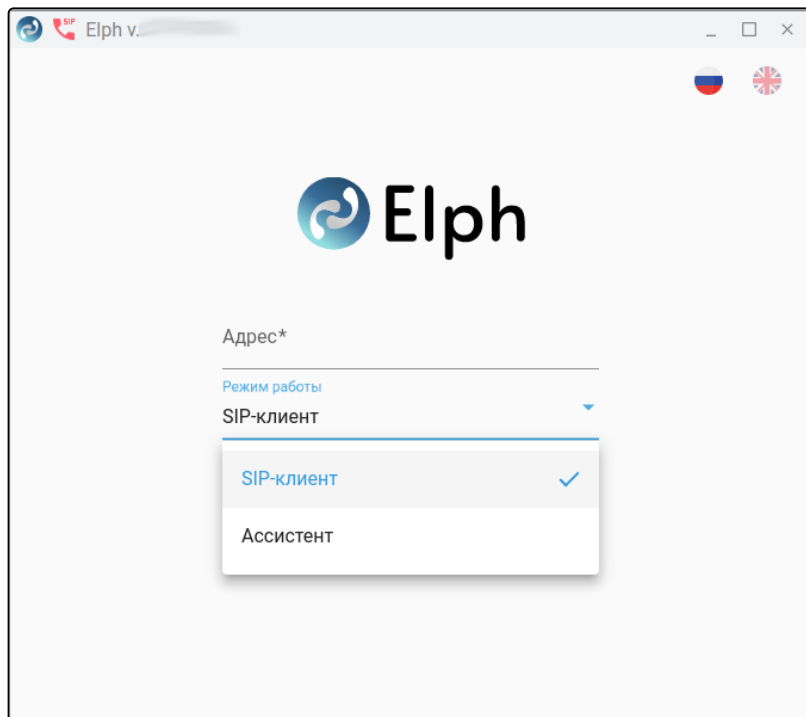 SIP
Elph v.
Elph
Адрес*
Режим работы
SIP-клиент
SIP-клиент
Ассистент